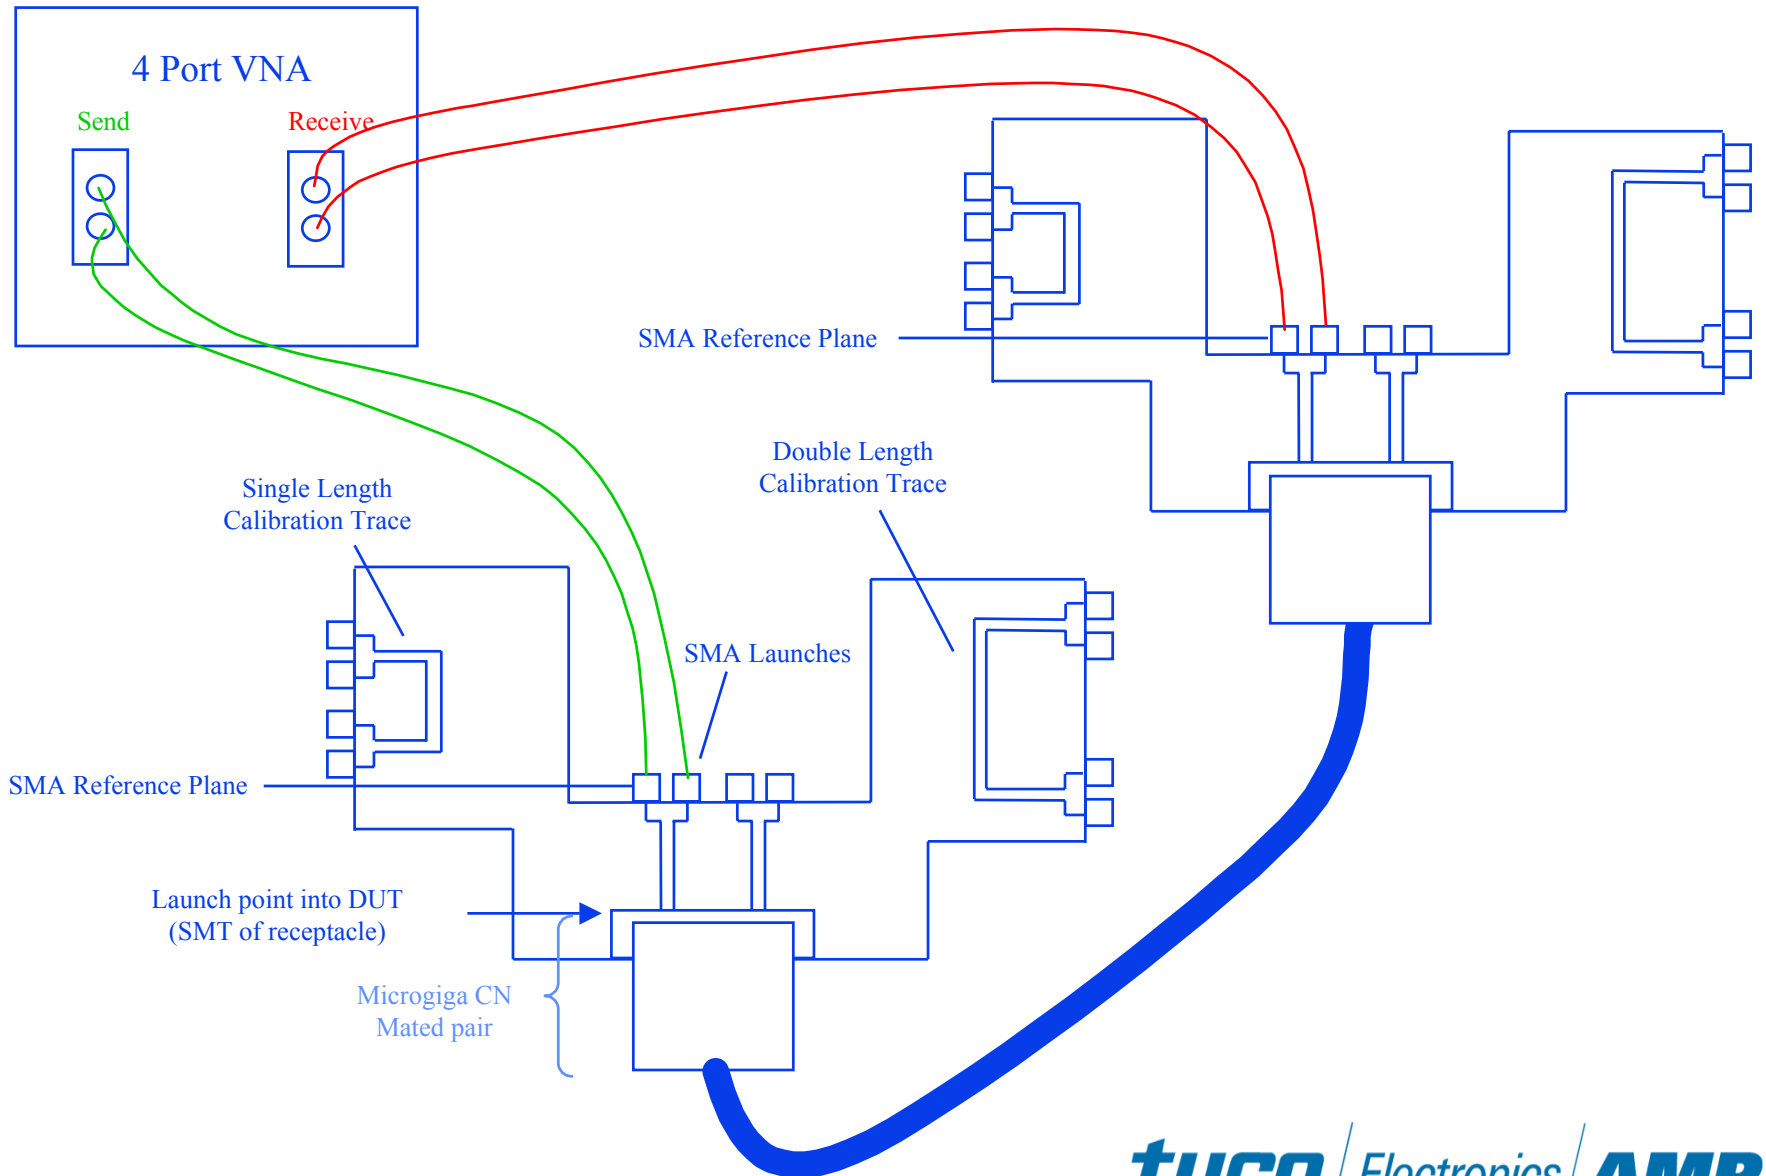 4 Port VNA
Send
Receive
SMA Reference Plane
Double Length
Calibration Trace
Single Length
Calibration Trace
SMA Launches
SMA Reference Plane
Launch point into DUT
(SMT of receptacle)
Microgiga CN
Mated pair
tyco / Electronics / AMP